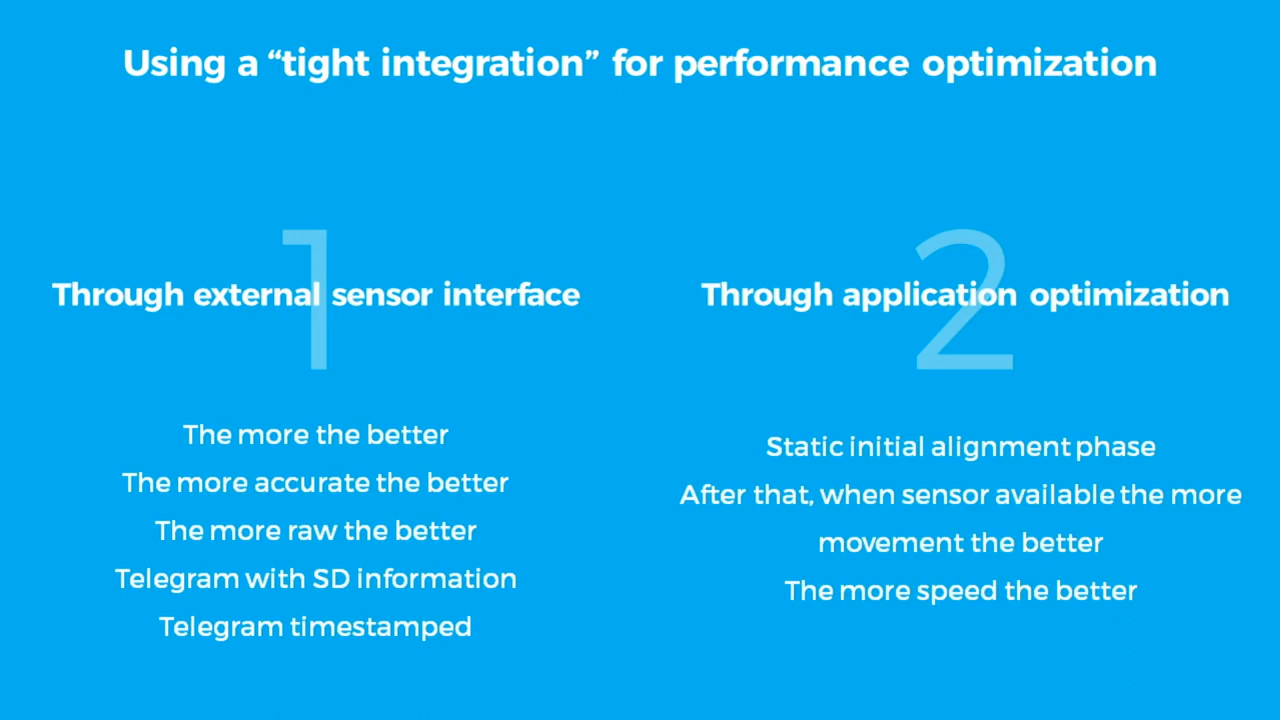 Using a “tight integration” for performance optimization
1
Through external sensor interface
The more the better
The more accurate the better
The more raw the better
Telegram with SD information
Telegram timestamped
2
Through application optimization
Static initial alignment phase
After that, when sensor available the more
movement the better
The more speed the better